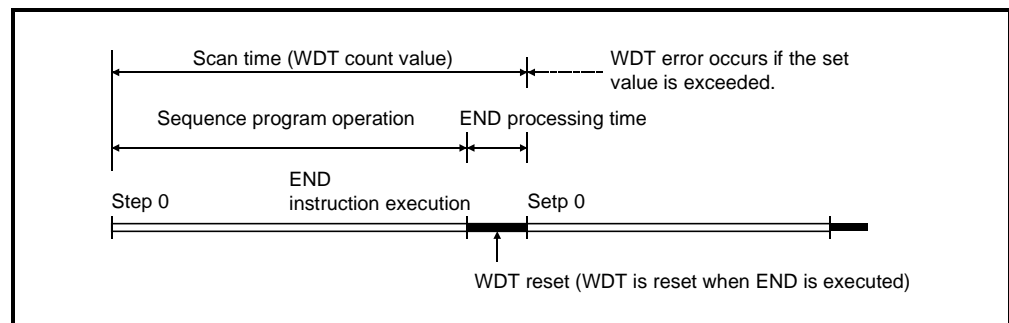 Scan time (WDT count value)
WDT error occurs if the set
value is exceeded.
Sequence program operation
END processing time
END
instruction execution
Step 0
Setp 0
WDT reset (WDT is reset when END is executed)